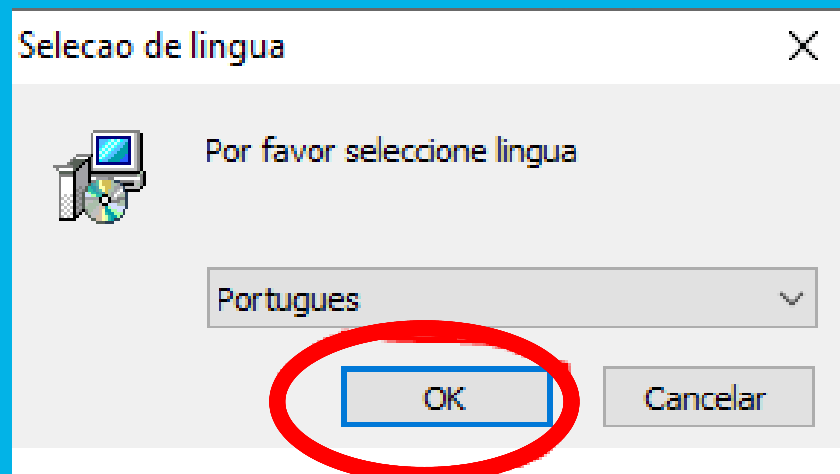 Selecao de lingua
Por favor seleccione lingua
Portugues
OK Cancelar